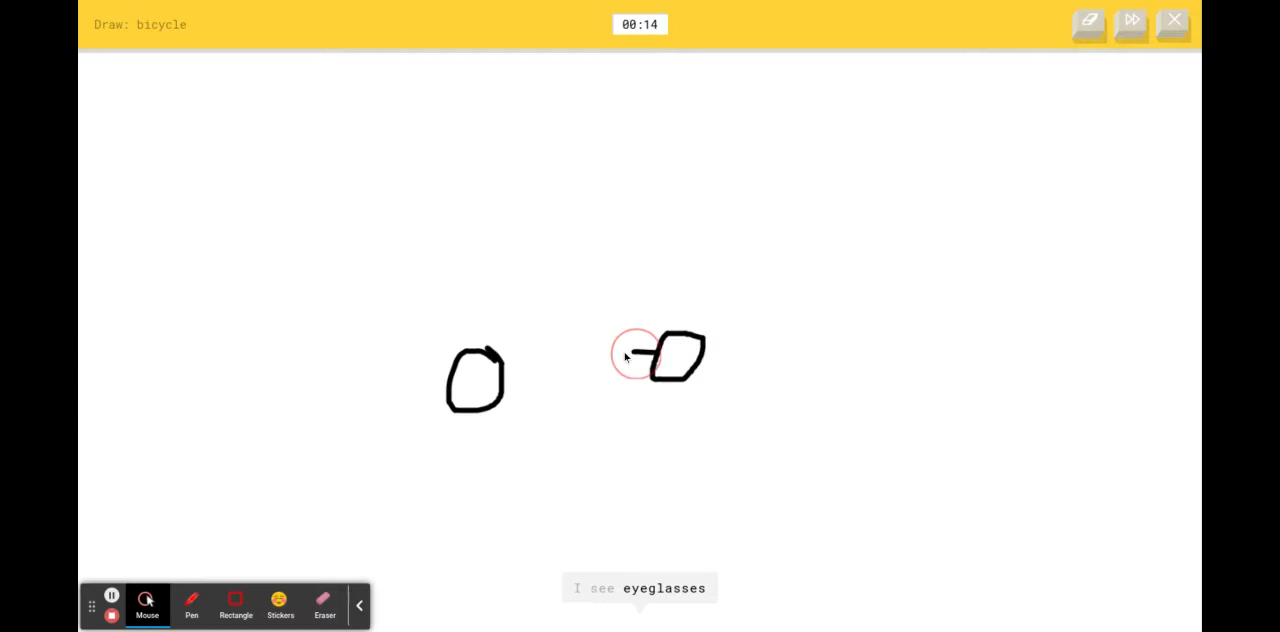 Draw: bicycle
00:14
I see eyeglasses
Mouse
Pen
Rectangle
Stickers
Eraser